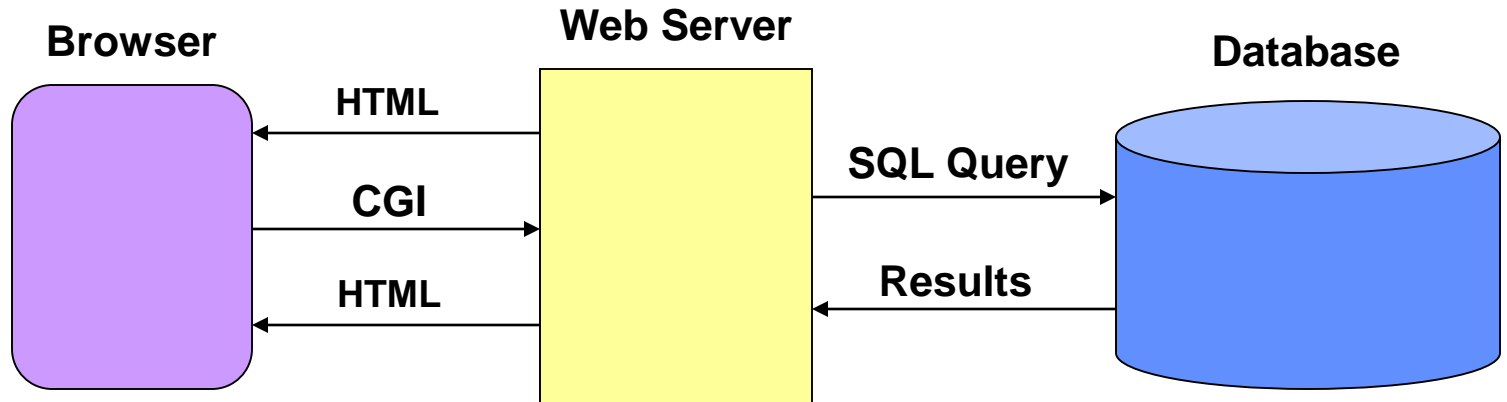 Browser
Web Server
Database
HTML
CGI
HTML
SQL Query
Results